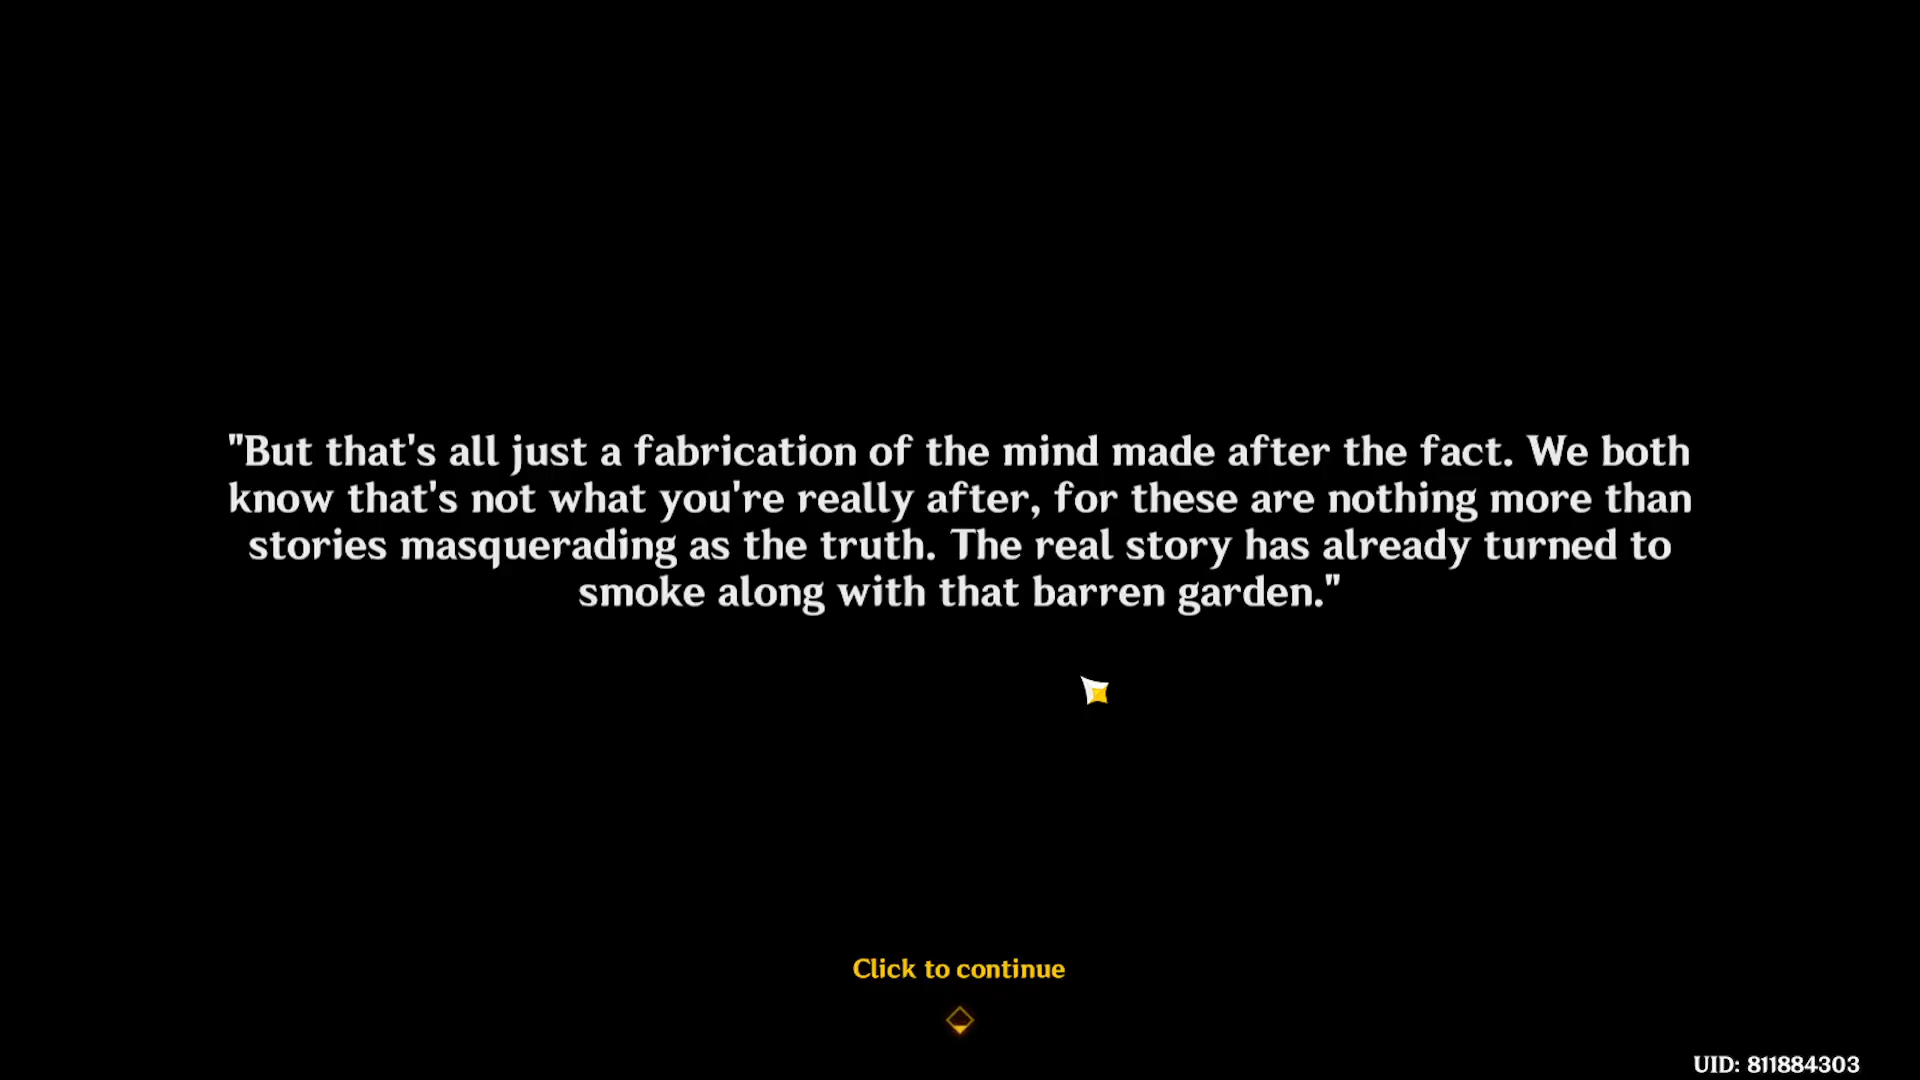 "But that's all just a fabrication of the mind made after the fact. We both
know that's not what you're really after, for these are nothing more than
stories masquerading as the truth. The real story has already turned to
smoke along with that barren garden."
Click to continue
UID: 811884303